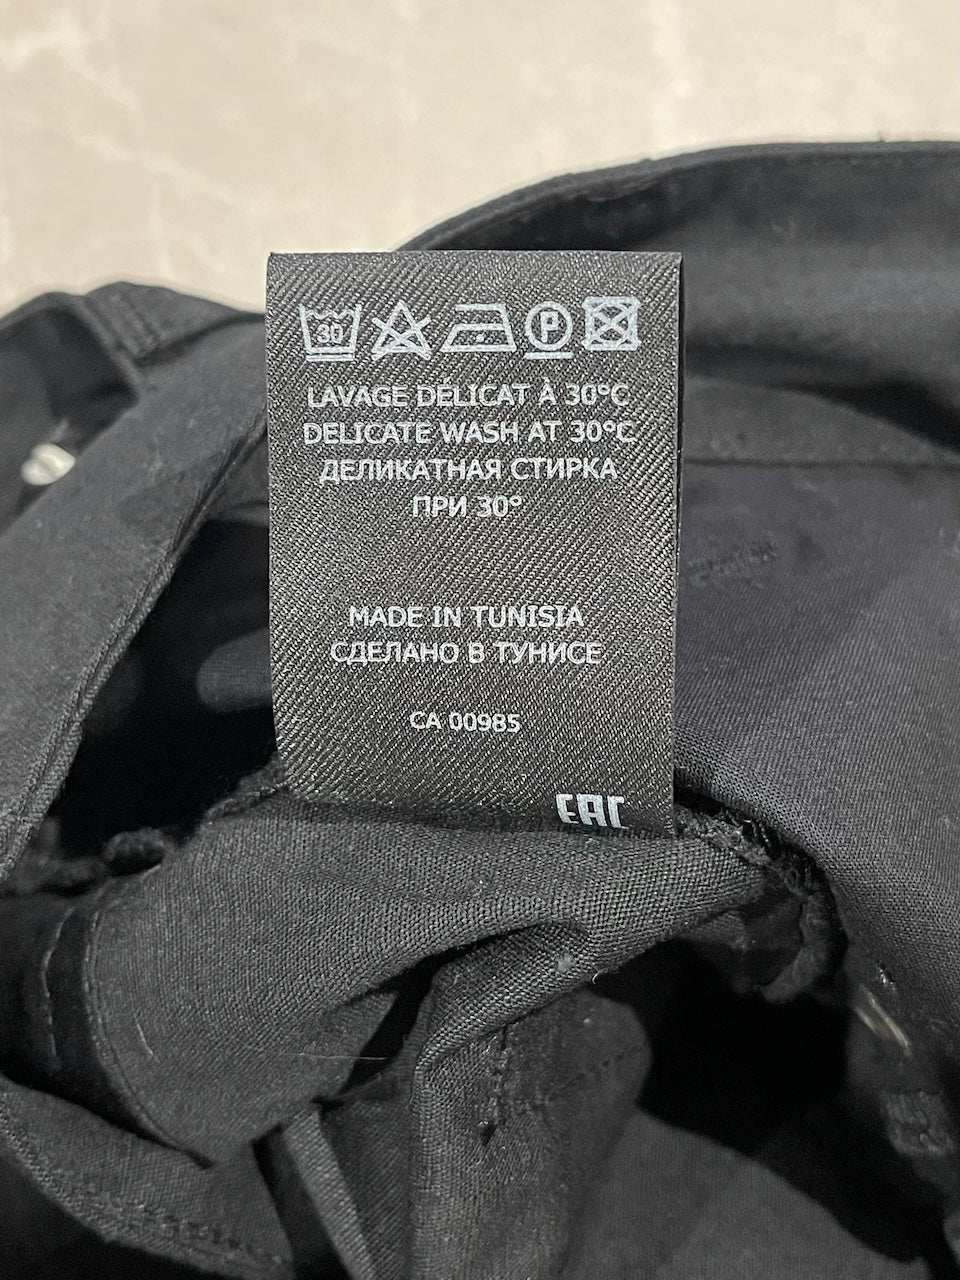 30
P
LAVAGE DÉLICAT À 30°C
DELICATE WASH AT 30°C
ДЕЛИКАТНАЯ СТИРКА
ПРИ 30°
MADE IN TUNISIA
СДЕЛАНО В ТУНИСЕ
CA 00985
EAC